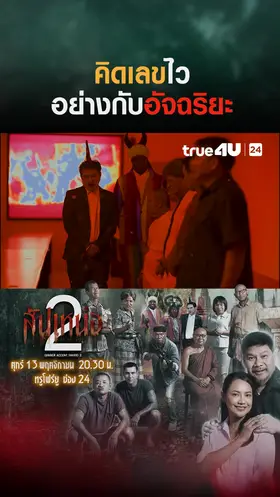 คิดเลขไว
อย่างกับอัจฉริยะ
true4U 24
สัปเหร่อ
2
ศุกร์ 13 พฤศจิกายน 20.30 น.
ทรูโฟร์ยู ช่อง 24